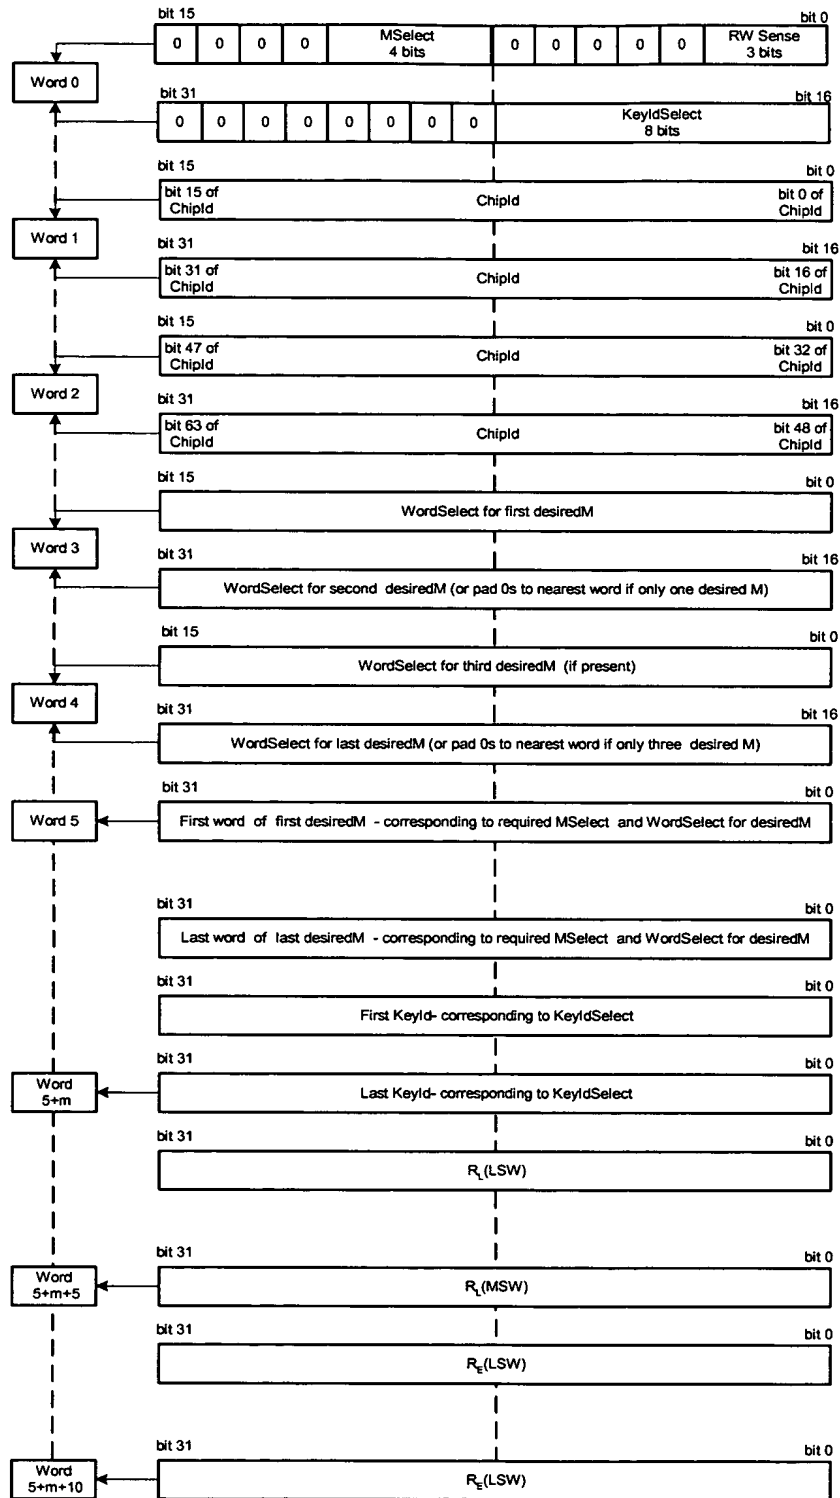 bit 15 bit 0
0 0 0 0 MSelect 4 bits 0 0 0 0 0 RW Sense 3 bits
Word 0
bit 31 bit 16
0 0 0 0 0 0 0 0 KeyIdSelect 8 bits
bit 15 bit 0
bit 15 of ChipId ChipId bit 0 of ChipId
Word 1
bit 31 bit 16
bit 31 of ChipId ChipId bit 16 of ChipId
bit 15 bit 0
bit 47 of ChipId ChipId bit 32 of ChipId
Word 2
bit 31 bit 16
bit 63 of ChipId ChipId bit 48 of ChipId
bit 15 bit 0
WordSelect for first desiredM
Word 3
bit 31 bit 16
WordSelect for second desiredM (or pad 0s to nearest word if only one desired M)
bit 15 bit 0
WordSelect for third desiredM (if present)
Word 4
bit 31 bit 16
WordSelect for last desiredM (or pad 0s to nearest word if only three desired M)
bit 31 bit 0
Word 5 First word of first desiredM - corresponding to required MSelect and WordSelect for desiredM
bit 31 bit 0
Last word of last desiredM - corresponding to required MSelect and WordSelect for desiredM
bit 31 bit 0
First KeyId- corresponding to KeyIdSelect
bit 31 bit 0
Word 5+m Last KeyId- corresponding to KeyIdSelect
bit 31 bit 0
R_L(LSW)
bit 31 bit 0
Word 5+m+5 R_L(MSW)
bit 31 bit 0
R_E(LSW)
bit 31 bit 0
Word 5+m+10 R_E(LSW)